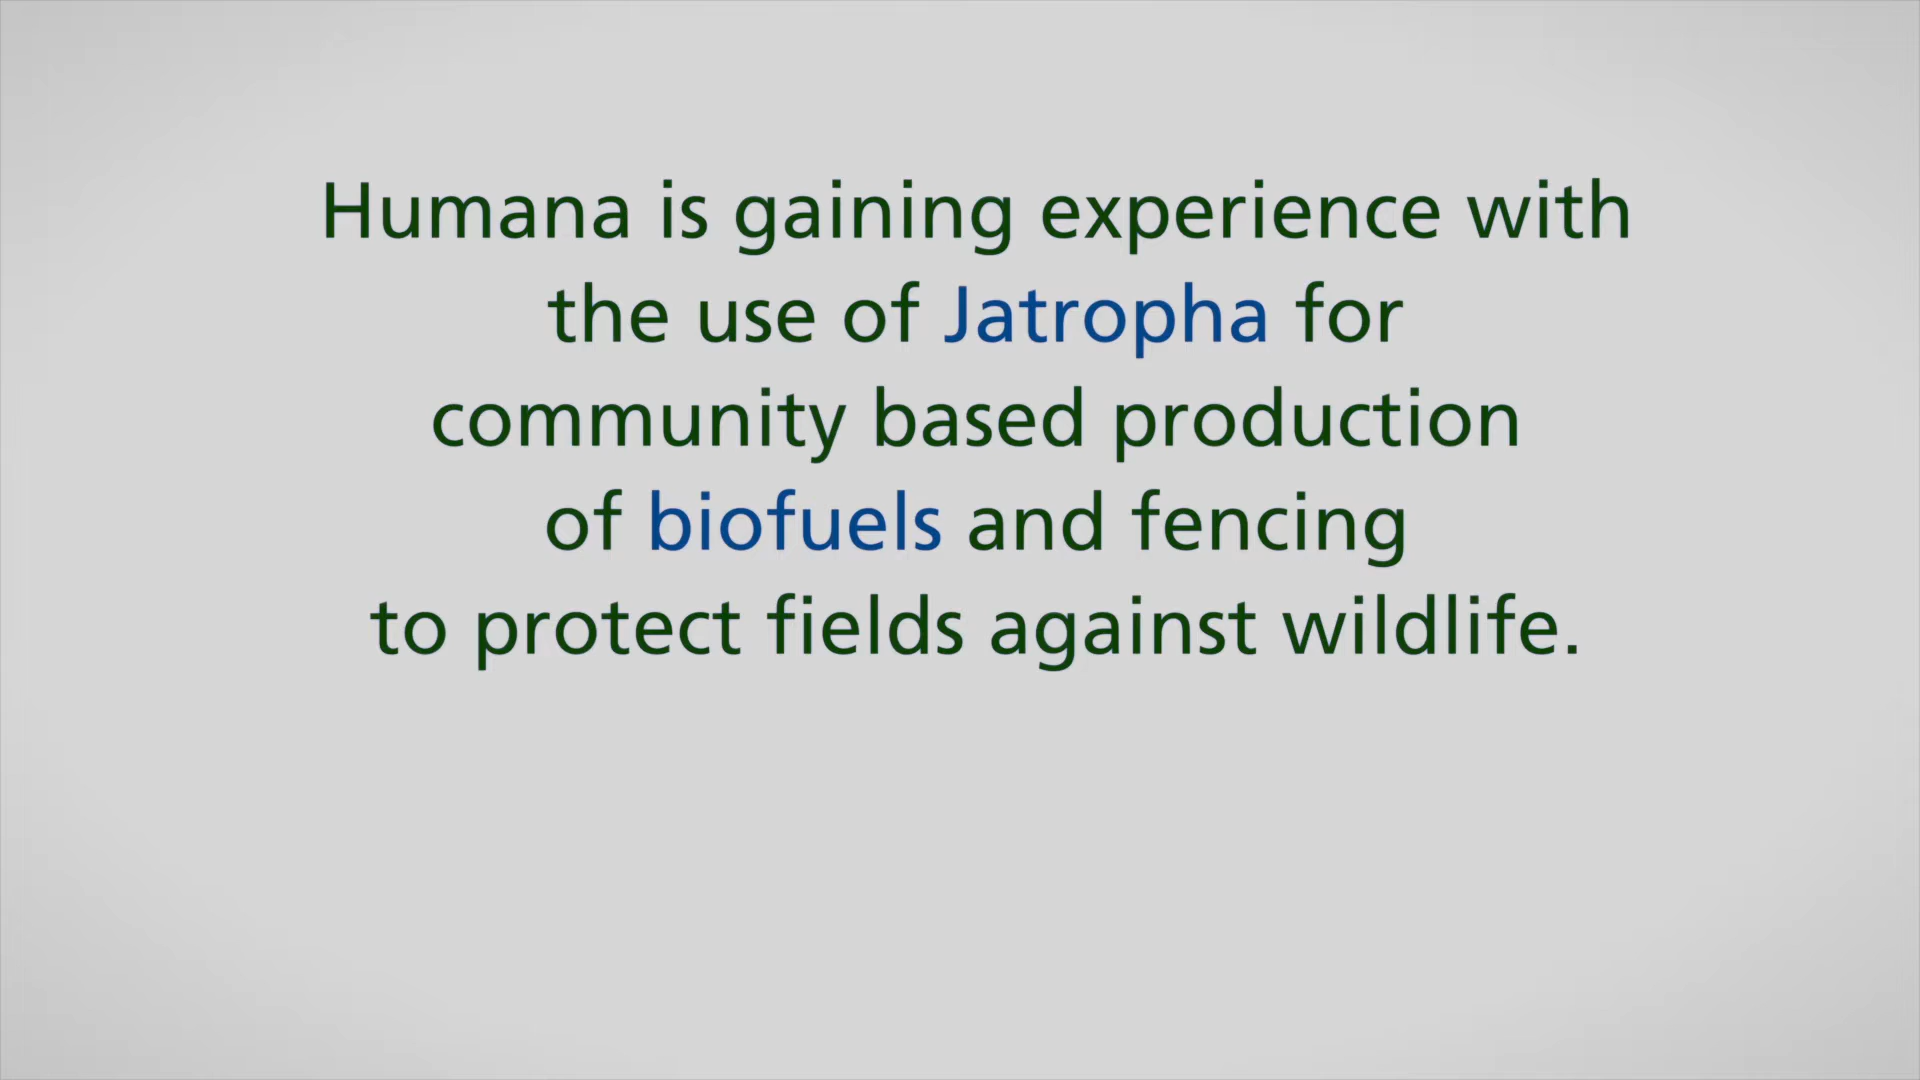 Humana is gaining experience with
the use of Jatropha for
community based production
of biofuels and fencing
to protect fields against wildlife.